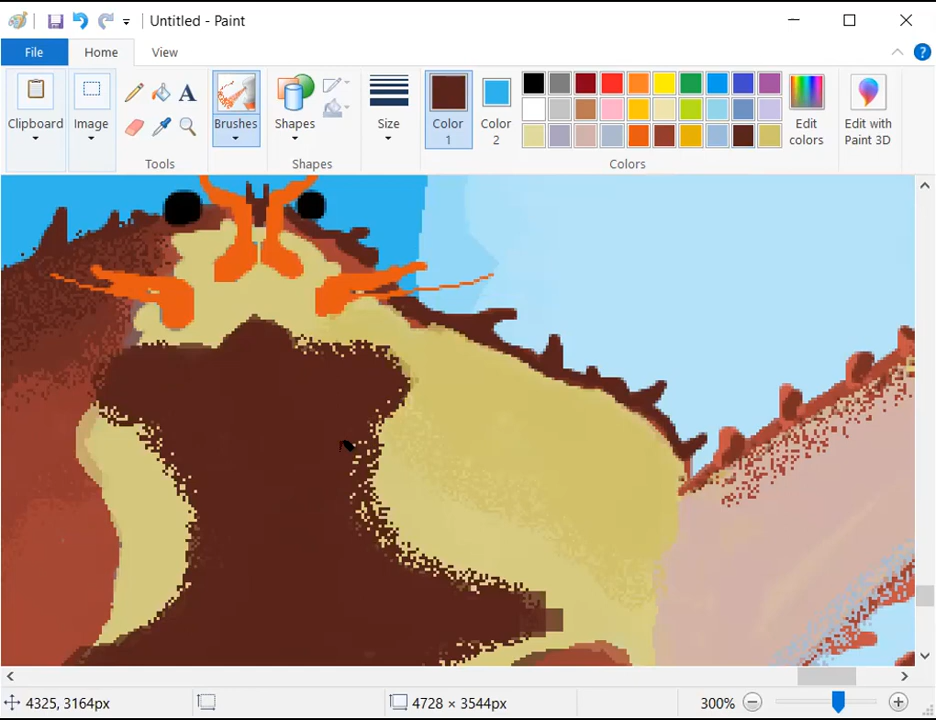 Untitled - Paint
File Home View
Clipboard Image Tools Brushes Shapes Shapes Size Color 1 Color 2 Colors Edit colors Edit with Paint 3D
A
?
4325, 3164px 4728 × 3544px 300%